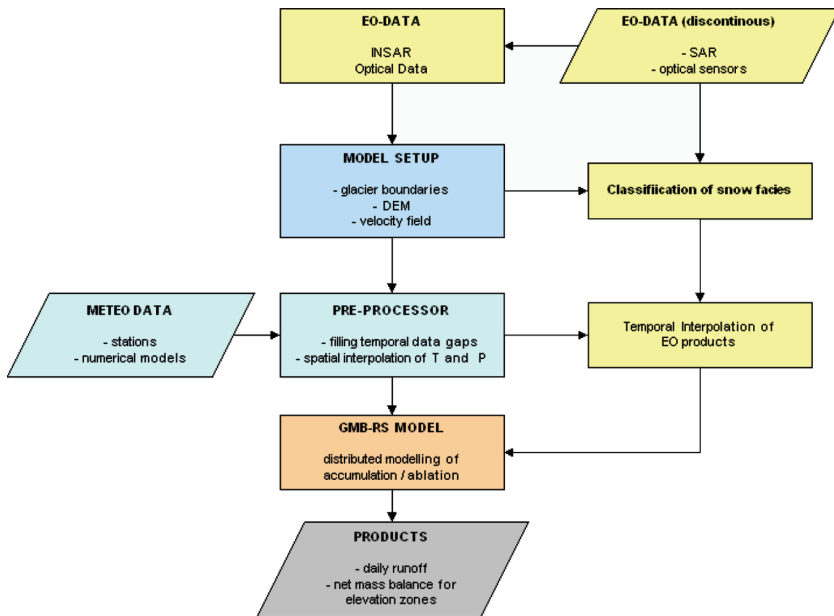 EO-DATA
INSAR
Optical Data
EO-DATA (discontinous)
- SAR
- optical sensors
MODEL SETUP
- glacier boundaries
- DEM
- velocity field
Classifiication of snow facies
METEO DATA
- stations
- numerical models
PRE-PROCESSOR
- filling temporal data gaps
- spatial interpolation of T and P
Temporal Interpolation of
EO products
GMB-RS MODEL
distributed modelling of
accumulation / ablation
PRODUCTS
- daily runoff
- net mass balance for
elevation zones